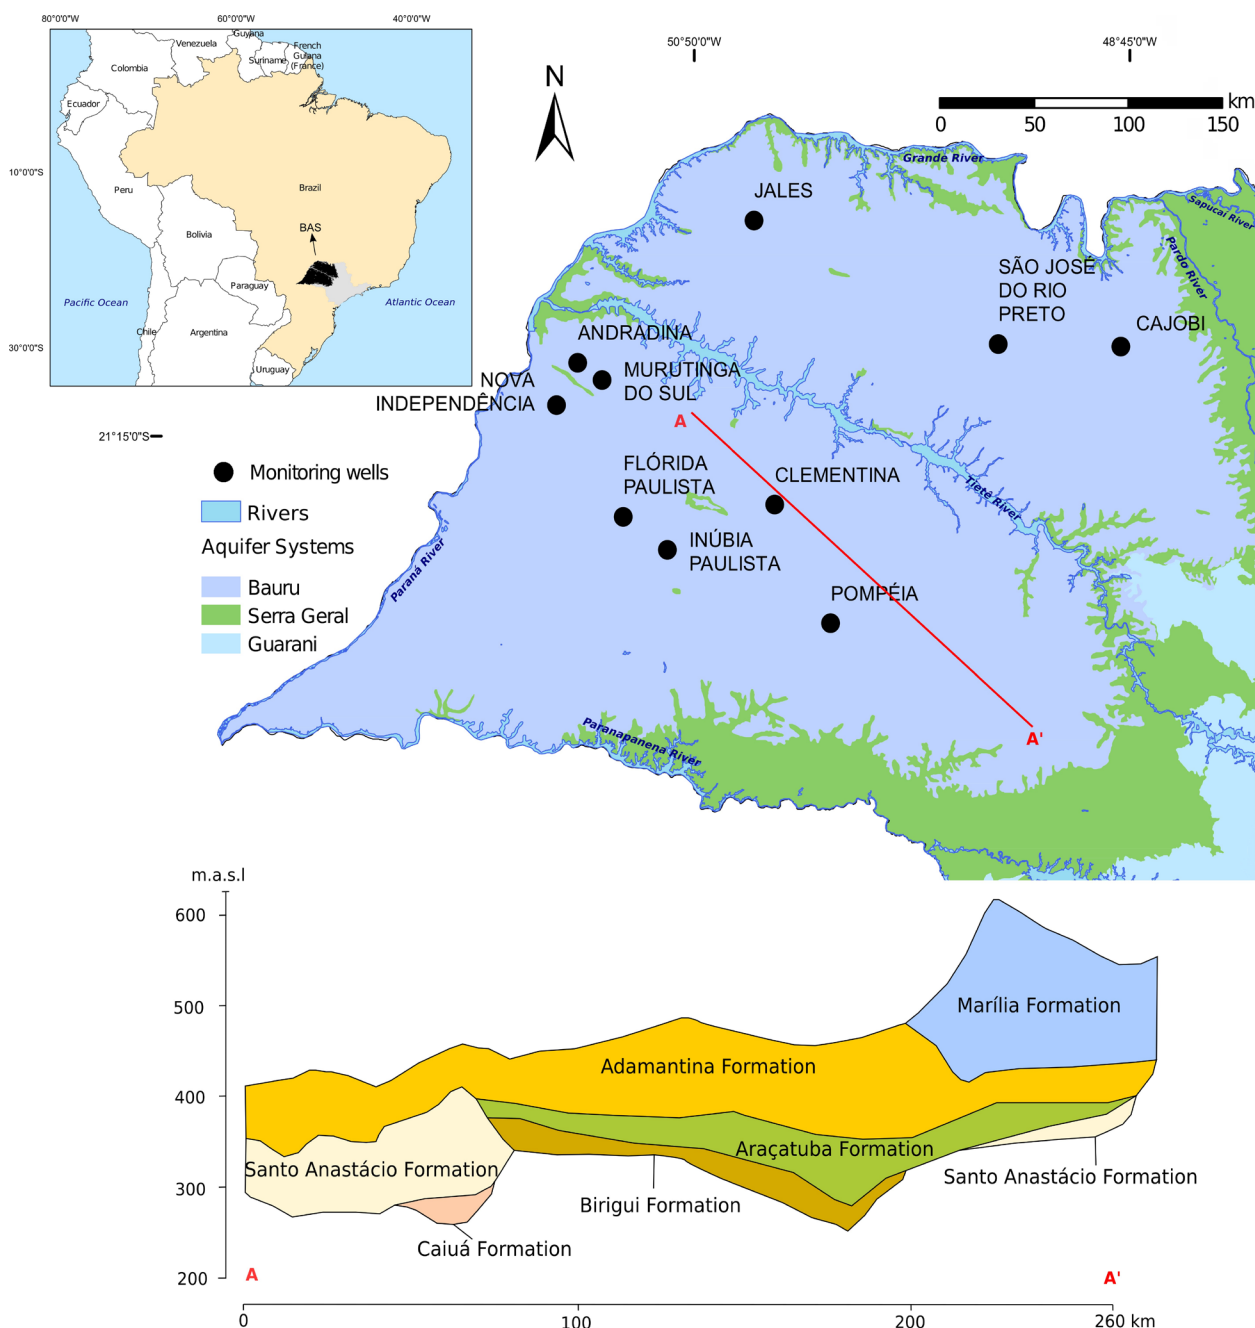 80°0'0"W
60°0'0"W
40°0'0"W
Guyana
Venezuela
French
Guiana
(France)
Suriname
Colombia
Ecuador
10°0'0"S
Peru
Brazil
BAS
Bolivia
Paraguay
Pacific Ocean
Atlantic Ocean
Chile
Argentina
30°0'0"S
Uruguay
50°50'0"W
48°45'0"W
N
km
0
50
100
150
Grande River
JALES
Sapucaí River
Pardo River
SÃO JOSÉ
DO RIO
PRETO
CAJOBI
ANDRADINA
MURUTINGA
DO SUL
NOVA
INDEPENDÊNCIA
A
21°15'0"S
FLÓRIDA
PAULISTA
CLEMENTINA
Tietê River
INÚBIA
PAULISTA
Paraná River
POMPÉIA
Paranapanena River
A'
Monitoring wells
Rivers
Aquifer Systems
Bauru
Serra Geral
Guarani
m.a.s.l
600
500
400
300
200
Marília Formation
Adamantina Formation
Araçatuba Formation
Santo Anastácio Formation
Santo Anastácio Formation
Birigui Formation
Caiuá Formation
A
A'
0
100
200
260 km